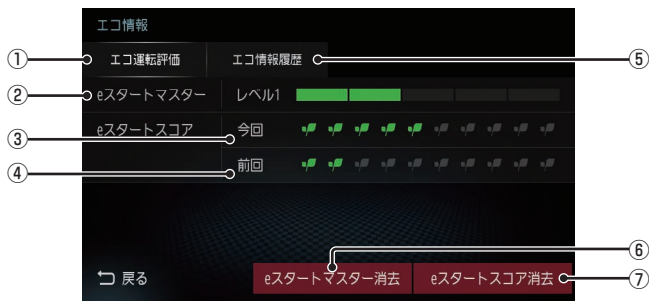 エコ情報
① エコ運転評価 エコ情報履歴 ⑤
② eスタートマスター レベル1
eスタートスコア 今回
③
前回
④
⑥
戻る eスタートマスター消去 eスタートスコア消去 ⑦